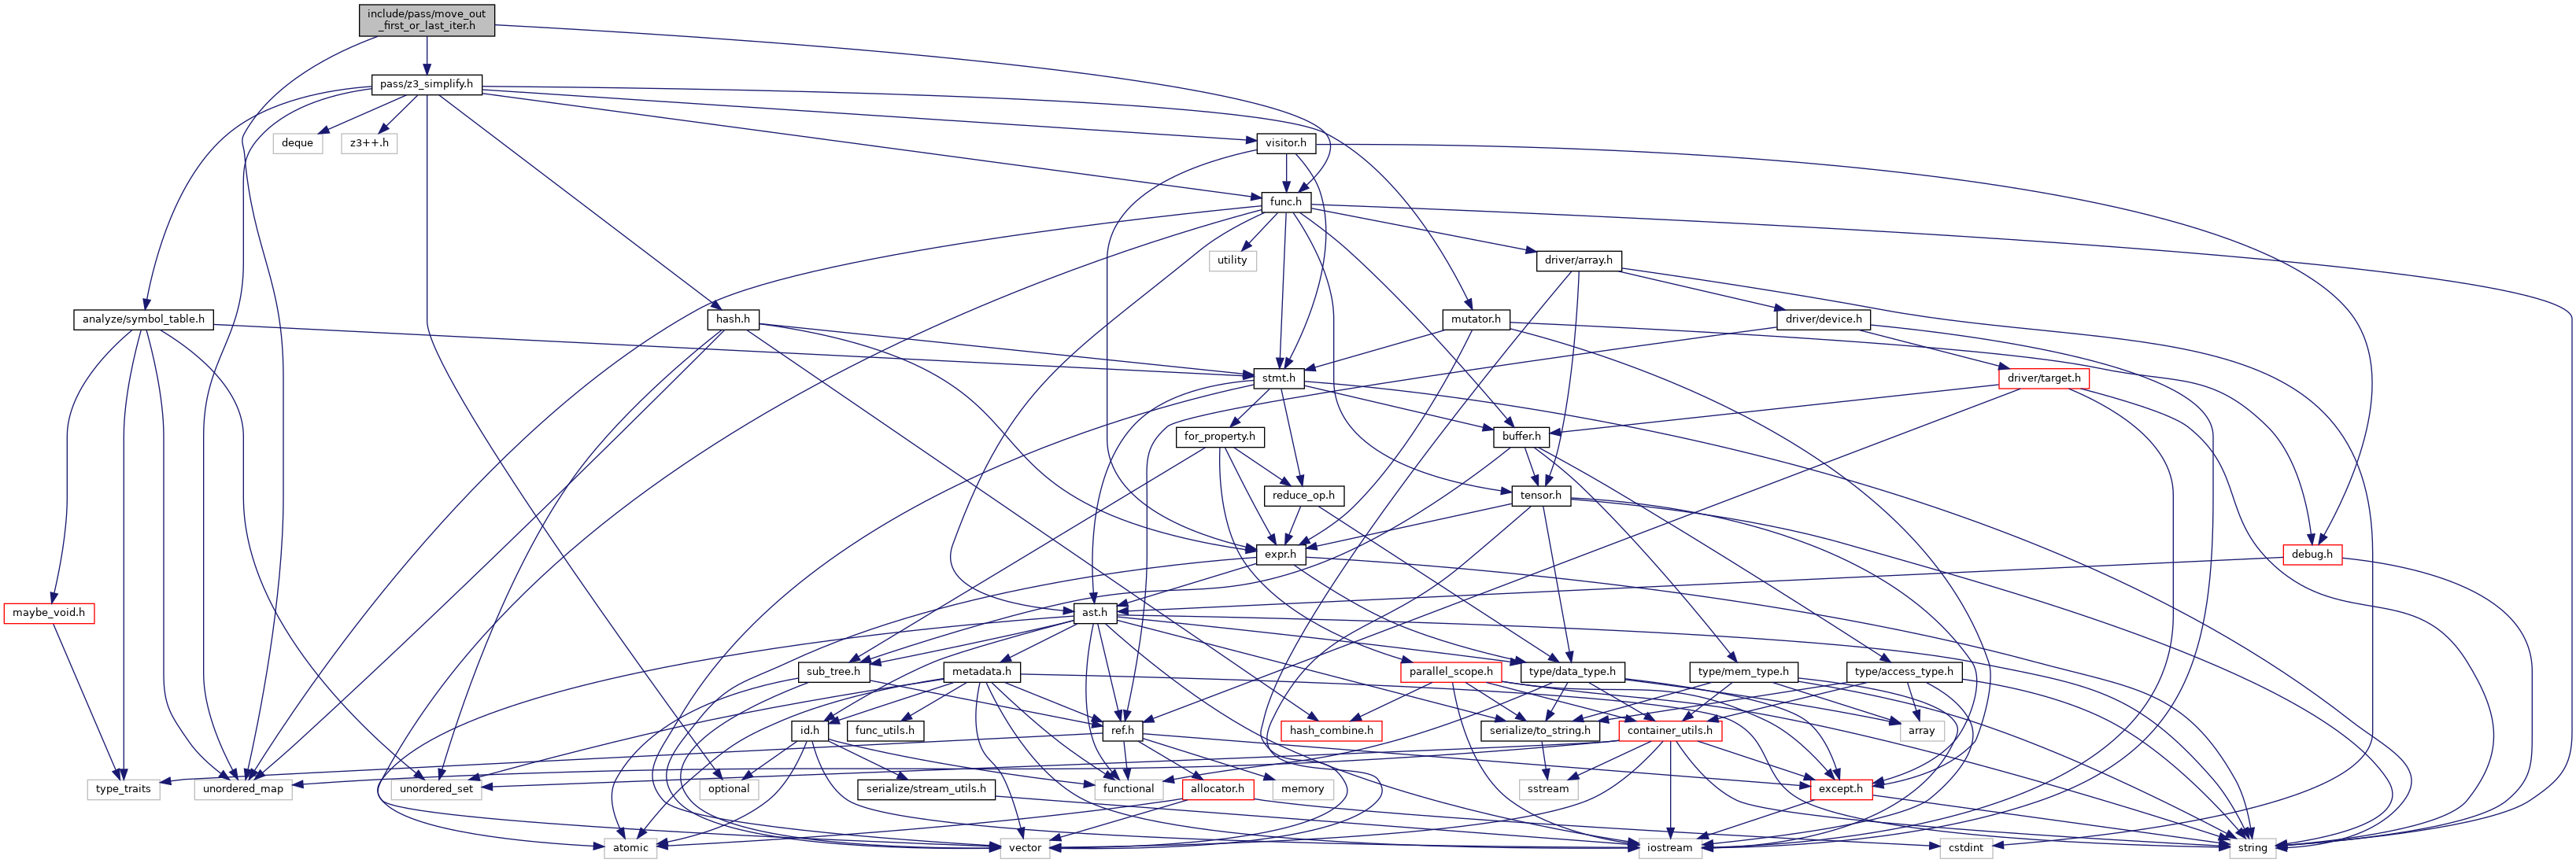 include/pass/move_out
_first_or_last_iter.h
pass/z3_simplify.h
deque
z3++.h
visitor.h
func.h
utility
driver/array.h
analyze/symbol_table.h
hash.h
mutator.h
driver/device.h
stmt.h
driver/target.h
for_property.h
buffer.h
reduce_op.h
tensor.h
expr.h
debug.h
maybe_void.h
ast.h
sub_tree.h
metadata.h
parallel_scope.h
type/data_type.h
type/mem_type.h
type/access_type.h
id.h
func_utils.h
ref.h
hash_combine.h
serialize/to_string.h
container_utils.h
array
type_traits
unordered_map
unordered_set
optional
serialize/stream_utils.h
functional
allocator.h
memory
sstream
except.h
atomic
vector
iostream
cstdint
string